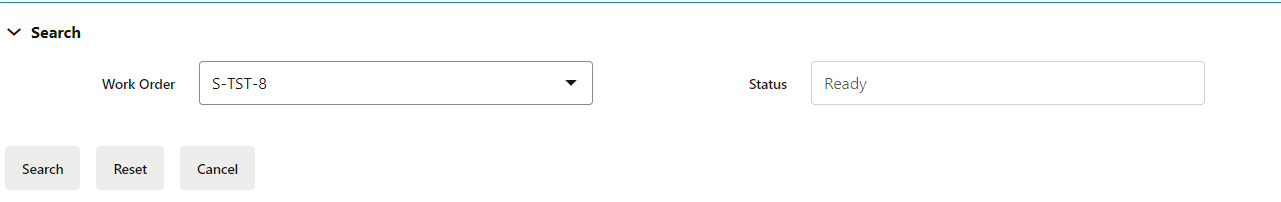 Search
Work Order S-TST-8 Status Ready
Search Reset Cancel